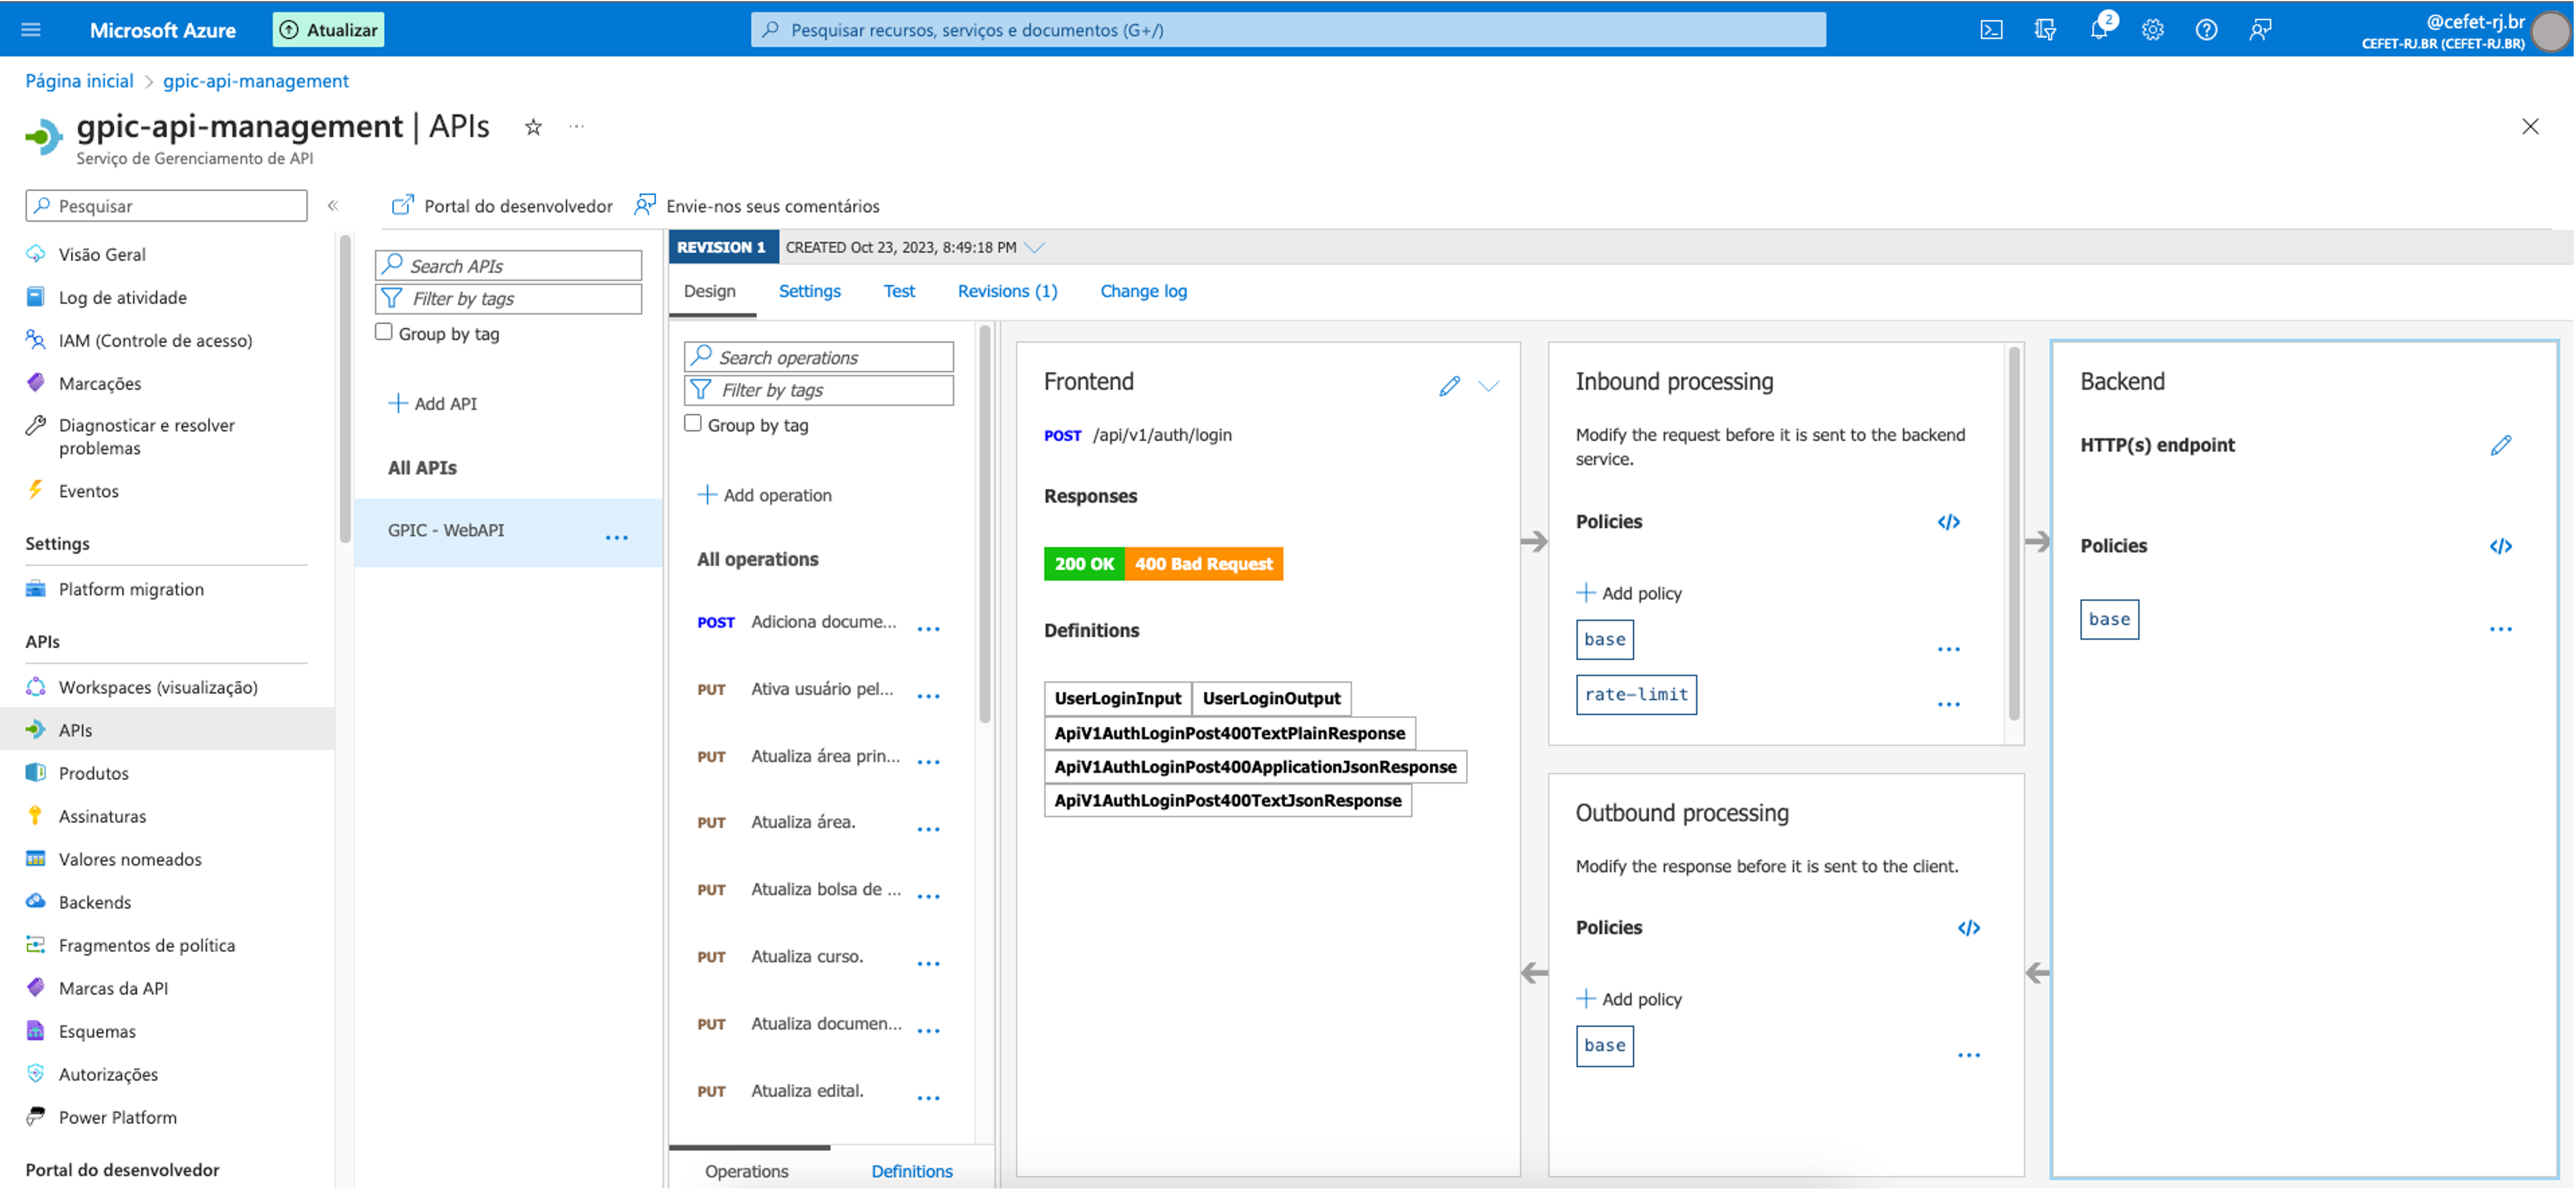 Microsoft Azure
Atualizar
Pesquisar recursos, serviços e documentos (G+/)
2
@cefet-rj.br
CEFET-RJ.BR (CEFET-RJ.BR)
Página inicial > gpic-api-management
gpic-api-management | APIs
Serviço de Gerenciamento de API
Pesquisar
Visão Geral
Log de atividade
IAM (Controle de acesso)
Marcações
Diagnosticar e resolver
problemas
Eventos
Settings
Platform migration
APIs
Workspaces (visualização)
APIs
Produtos
Assinaturas
Valores nomeados
Backends
Fragmentos de política
Marcas da API
Esquemas
Autorizações
Power Platform
Portal do desenvolvedor
Portal do desenvolvedor
Envie-nos seus comentários
Search APIs
Filter by tags
Group by tag
Add API
All APIs
GPIC - WebAPI
REVISION 1
CREATED Oct 23, 2023, 8:49:18 PM
Design
Settings
Test
Revisions (1)
Change log
Search operations
Filter by tags
Group by tag
Add operation
All operations
POST Adiciona docume...
PUT Ativa usuário pel...
PUT Atualiza área prin...
PUT Atualiza área.
PUT Atualiza bolsa de ...
PUT Atualiza curso.
PUT Atualiza documen...
PUT Atualiza edital.
Operations
Definitions
Frontend
POST /api/v1/auth/login
Responses
200 OK
400 Bad Request
Definitions
UserLoginInput
UserLoginOutput
ApiV1AuthLoginPost400TextPlainResponse
ApiV1AuthLoginPost400ApplicationJsonResponse
ApiV1AuthLoginPost400TextJsonResponse
Inbound processing
Modify the request before it is sent to the backend
service.
Policies
</>
Add policy
base
rate-limit
Outbound processing
Modify the response before it is sent to the client.
Policies
</>
Add policy
base
Backend
HTTP(s) endpoint
Policies
</>
base